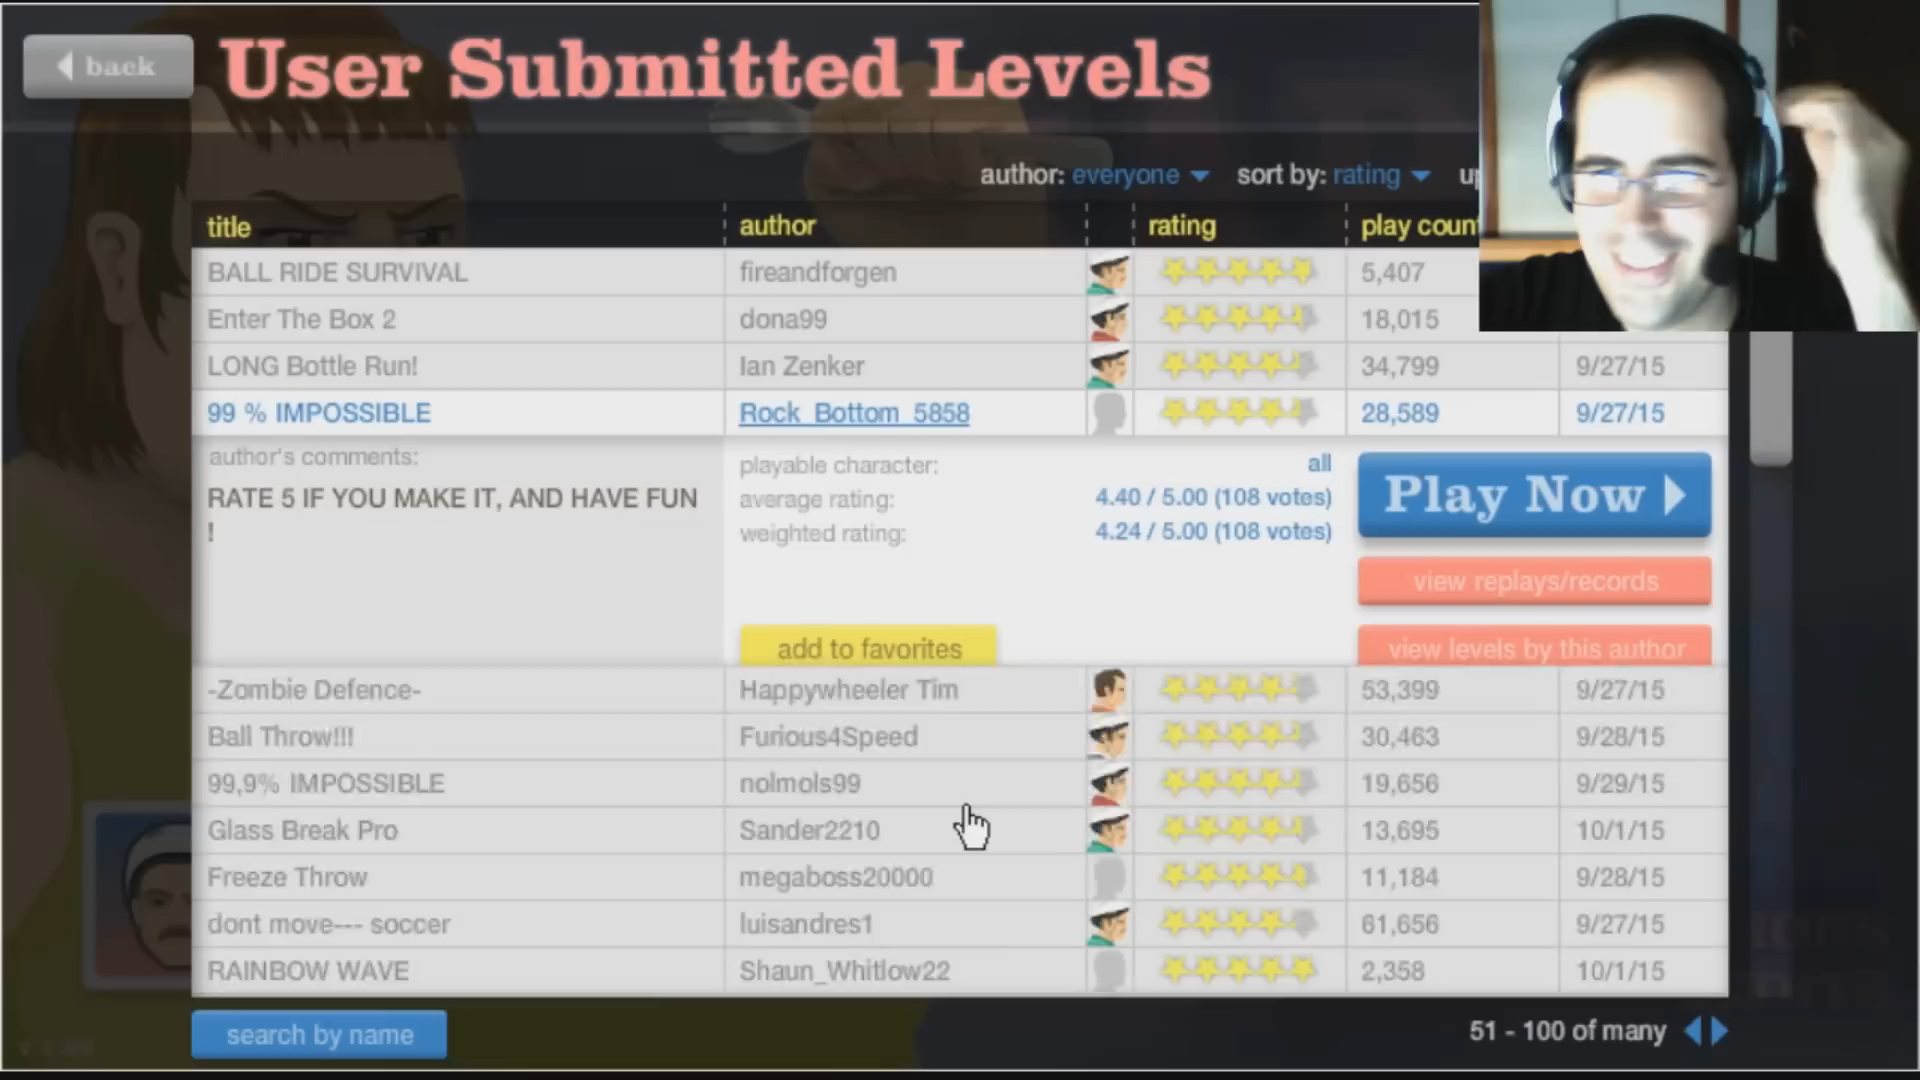 back
User Submitted Levels
author: everyone sort by: rating
title author rating play count
BALL RIDE SURVIVAL fireandforgen 5,407
Enter The Box 2 dona99 18,015
LONG Bottle Run! Ian Zenker 34,799 9/27/15
99 % IMPOSSIBLE Rock_Bottom_5858 28,589 9/27/15
author's comments:
RATE 5 IF YOU MAKE IT, AND HAVE FUN
!
playable character: all
average rating: 4.40 / 5.00 (108 votes)
weighted rating: 4.24 / 5.00 (108 votes)
Play Now
view replays/records
add to favorites
view levels by this author
-Zombie Defence- Happywheeler Tim 53,399 9/27/15
Ball Throw!!! Furious4Speed 30,463 9/28/15
99,9% IMPOSSIBLE nolmols99 19,656 9/29/15
Glass Break Pro Sander2210 13,695 10/1/15
Freeze Throw megaboss20000 11,184 9/28/15
dont move--- soccer luisandres1 61,656 9/27/15
RAINBOW WAVE Shaun_Whitlow22 2,358 10/1/15
search by name
51 - 100 of many